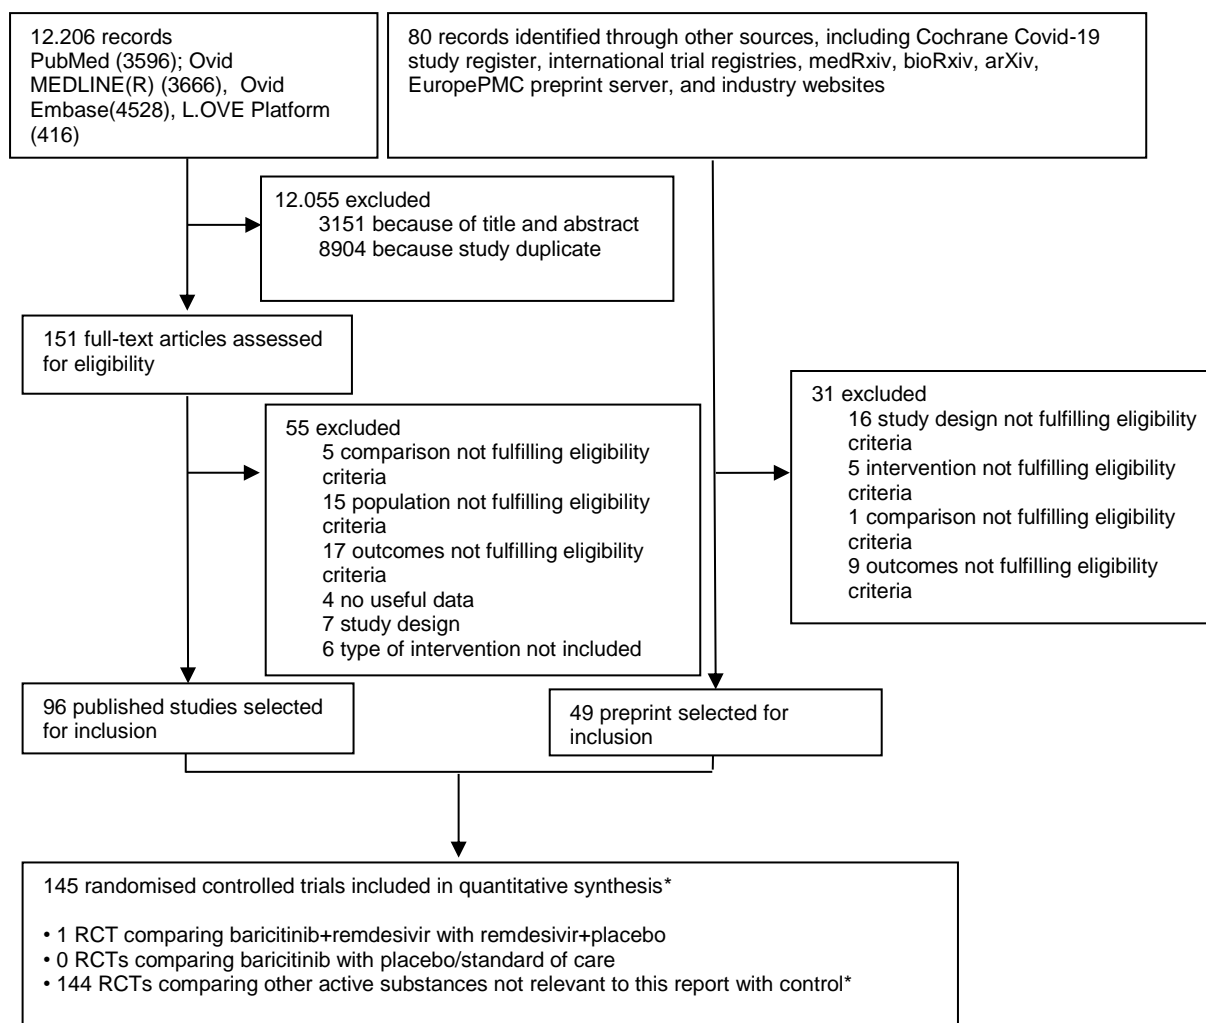 12.206 records
PubMed (3596); Ovid
MEDLINE(R) (3666), Ovid
Embase(4528), L.OVE Platform
(416)
80 records identified through other sources, including Cochrane Covid-19
study register, international trial registries, medRxiv, bioRxiv, arXiv,
EuropePMC preprint server, and industry websites
12.055 excluded
3151 because of title and abstract
8904 because study duplicate
151 full-text articles assessed
for eligibility
55 excluded
5 comparison not fulfilling eligibility
criteria
15 population not fulfilling eligibility
criteria
17 outcomes not fulfilling eligibility
criteria
4 no useful data
7 study design
6 type of intervention not included
31 excluded
16 study design not fulfilling eligibility
criteria
5 intervention not fulfilling eligibility
criteria
1 comparison not fulfilling eligibility
criteria
9 outcomes not fulfilling eligibility
criteria
96 published studies selected
for inclusion
49 preprint selected for
inclusion
145 randomised controlled trials included in quantitative synthesis*
• 1 RCT comparing baricitinib+remdesivir with remdesivir+placebo
• 0 RCTs comparing baricitinib with placebo/standard of care
• 144 RCTs comparing other active substances not relevant to this report with control*